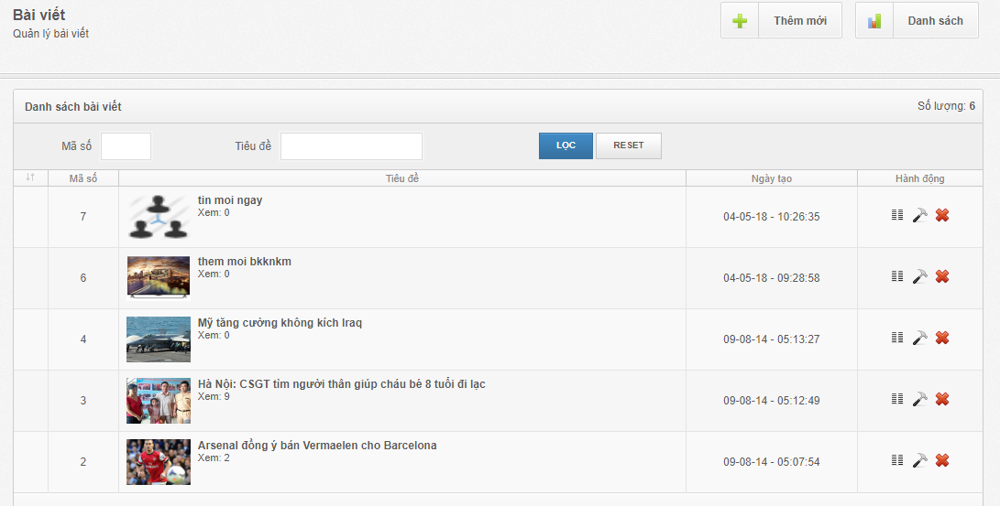 Bài viết
Quản lý bài viết
Thêm mới
Danh sách
Danh sách bài viết
Số lượng: 6
Mã số
Tiêu đề
LỌC
RESET
Mã số
Tiêu đề
Ngày tạo
Hành động
7
tin moi ngay
Xem: 0
04-05-18 - 10:26:35
6
them moi bkknkm
Xem: 0
04-05-18 - 09:28:58
4
Mỹ tăng cường không kích Iraq
Xem: 0
09-08-14 - 05:13:27
3
Hà Nội: CSGT tìm người thân giúp cháu bé 8 tuổi đi lạc
Xem: 9
09-08-14 - 05:12:49
2
Arsenal đồng ý bán Vermaelen cho Barcelona
Xem: 2
09-08-14 - 05:07:54